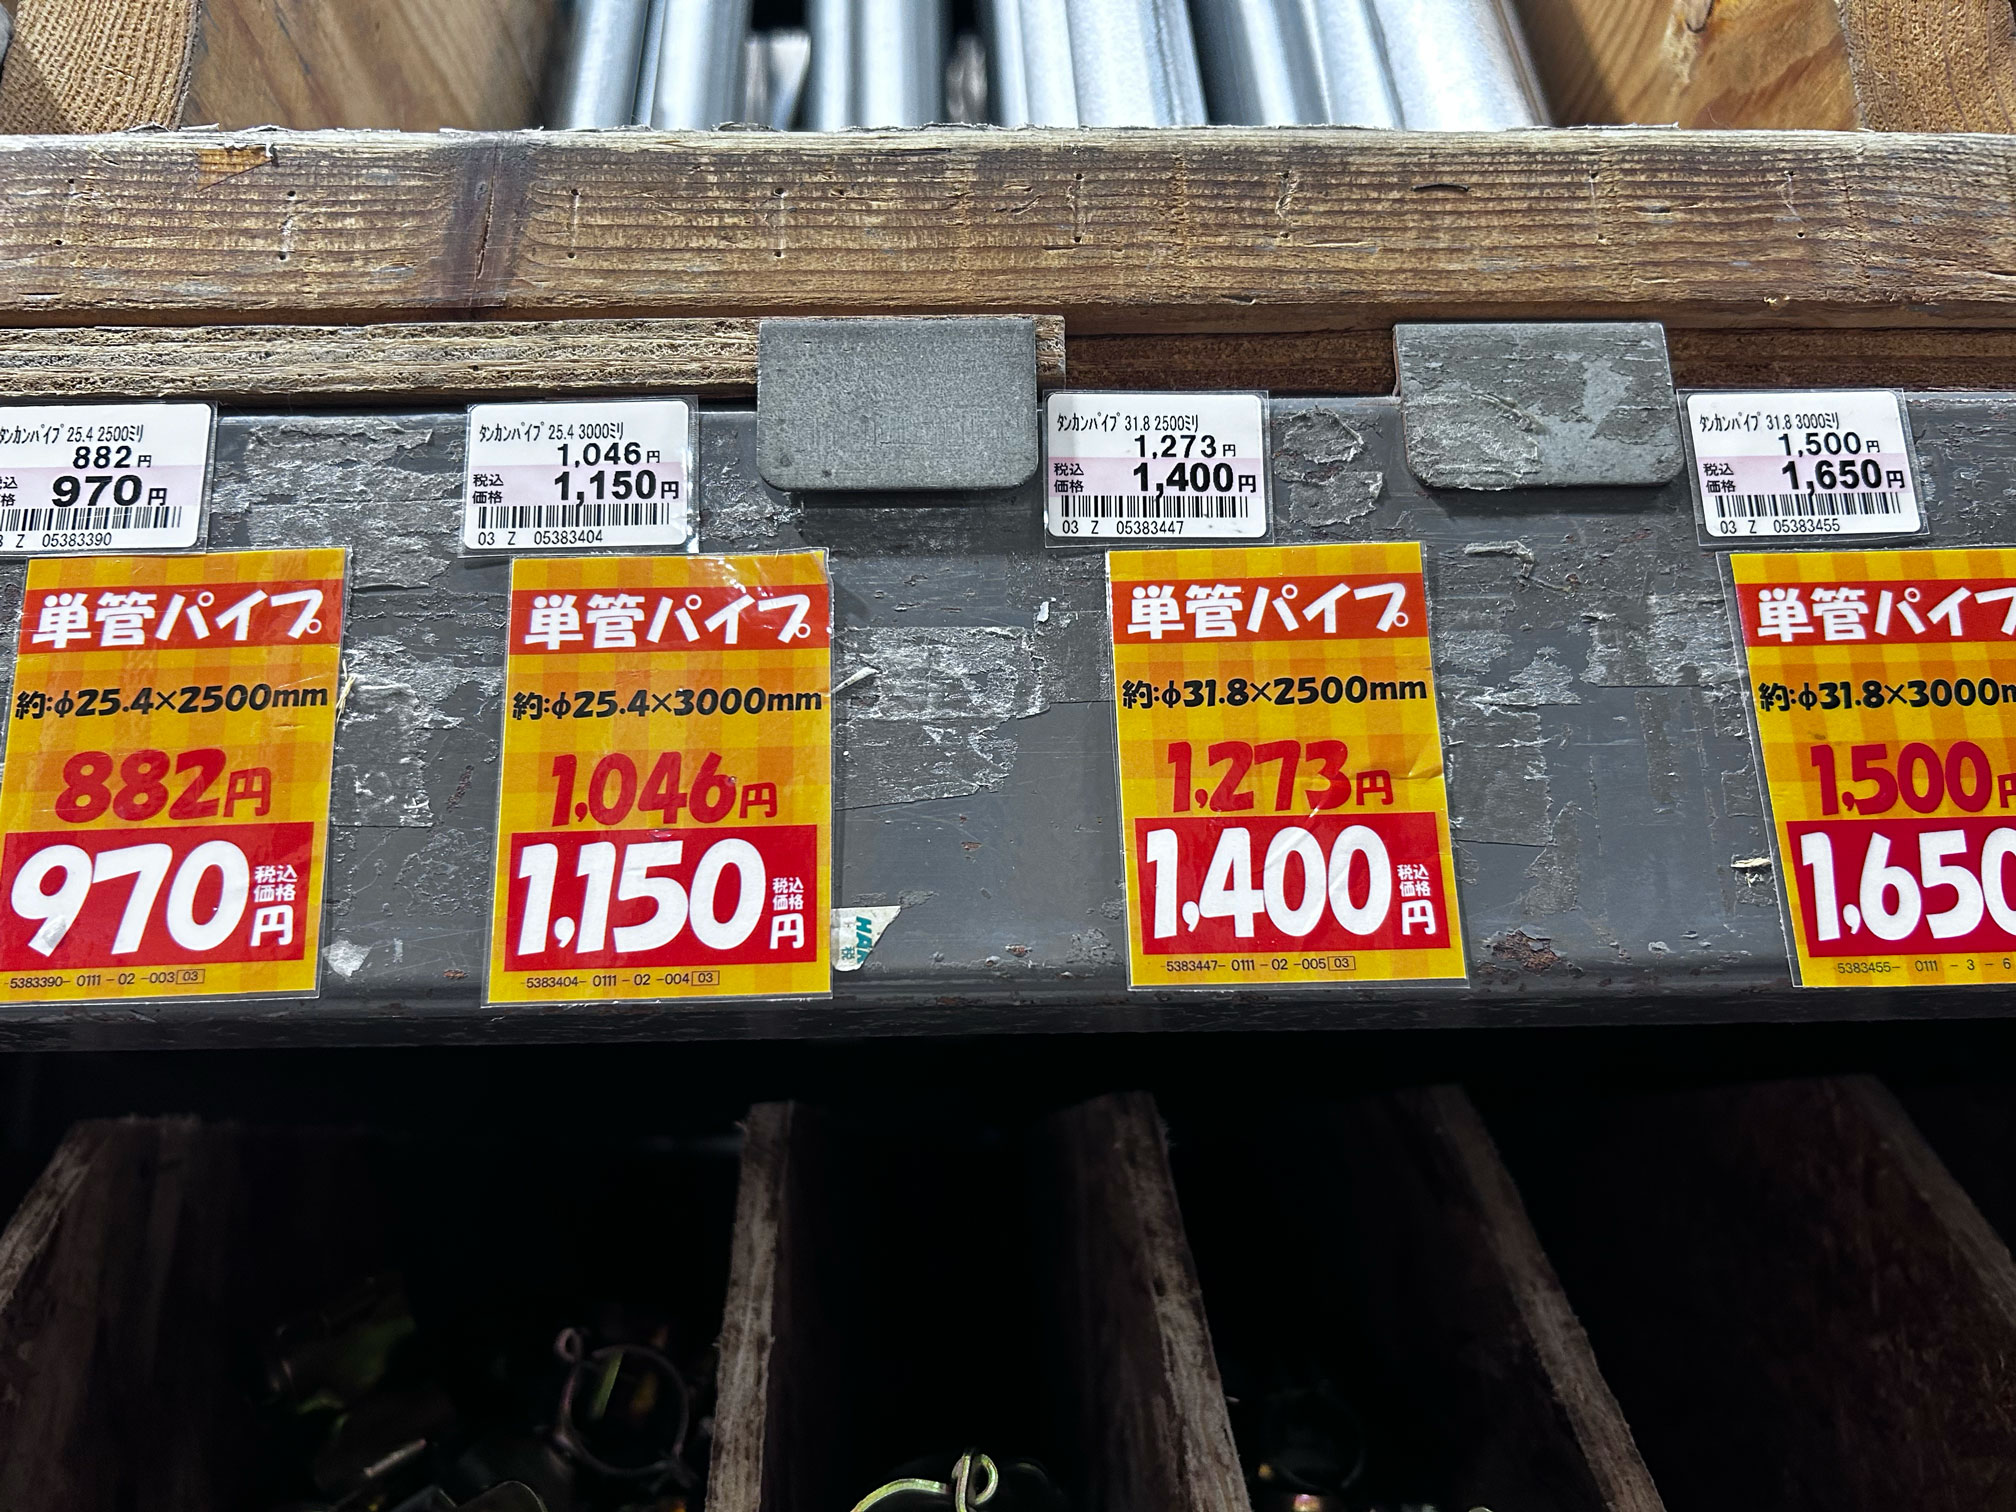 タンカンパイプ 25.4 2500ミリ
882円
税込
価格
970円
3 Z 05383390
タンカンパイプ 25.4 3000ミリ
1,046円
税込
価格
1,150円
03 Z 05383404
タンカンパイプ 31.8 2500ミリ
1,273円
税込
価格
1,400円
03 Z 05383447
タンカンパイプ 31.8 3000ミリ
1,500円
税込
価格
1,650円
03 Z 05383455
単管パイプ
約:φ25.4×2500mm
882円
970税込価格円
5383390-0111-02-003 03
単管パイプ
約:φ25.4×3000mm
1,046円
1,150税込価格円
5383404-0111-02-004 03
単管パイプ
約:φ31.8×2500mm
1,273円
1,400税込価格円
5383447-0111-02-005 03
単管パイプ
約:φ31.8×3000m
1,500円
1,650
5383455-0111-3-6